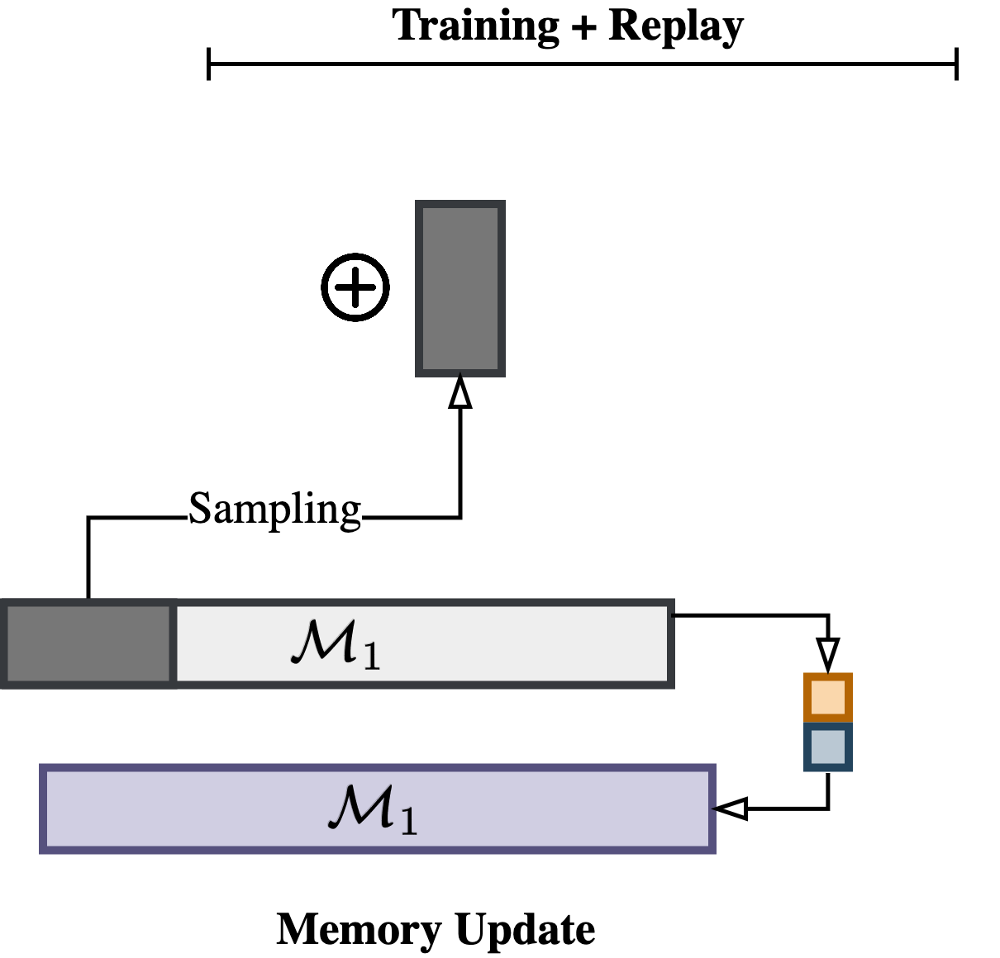 Training + Replay
Sampling
ℳ₁
ℳ₁
Memory Update